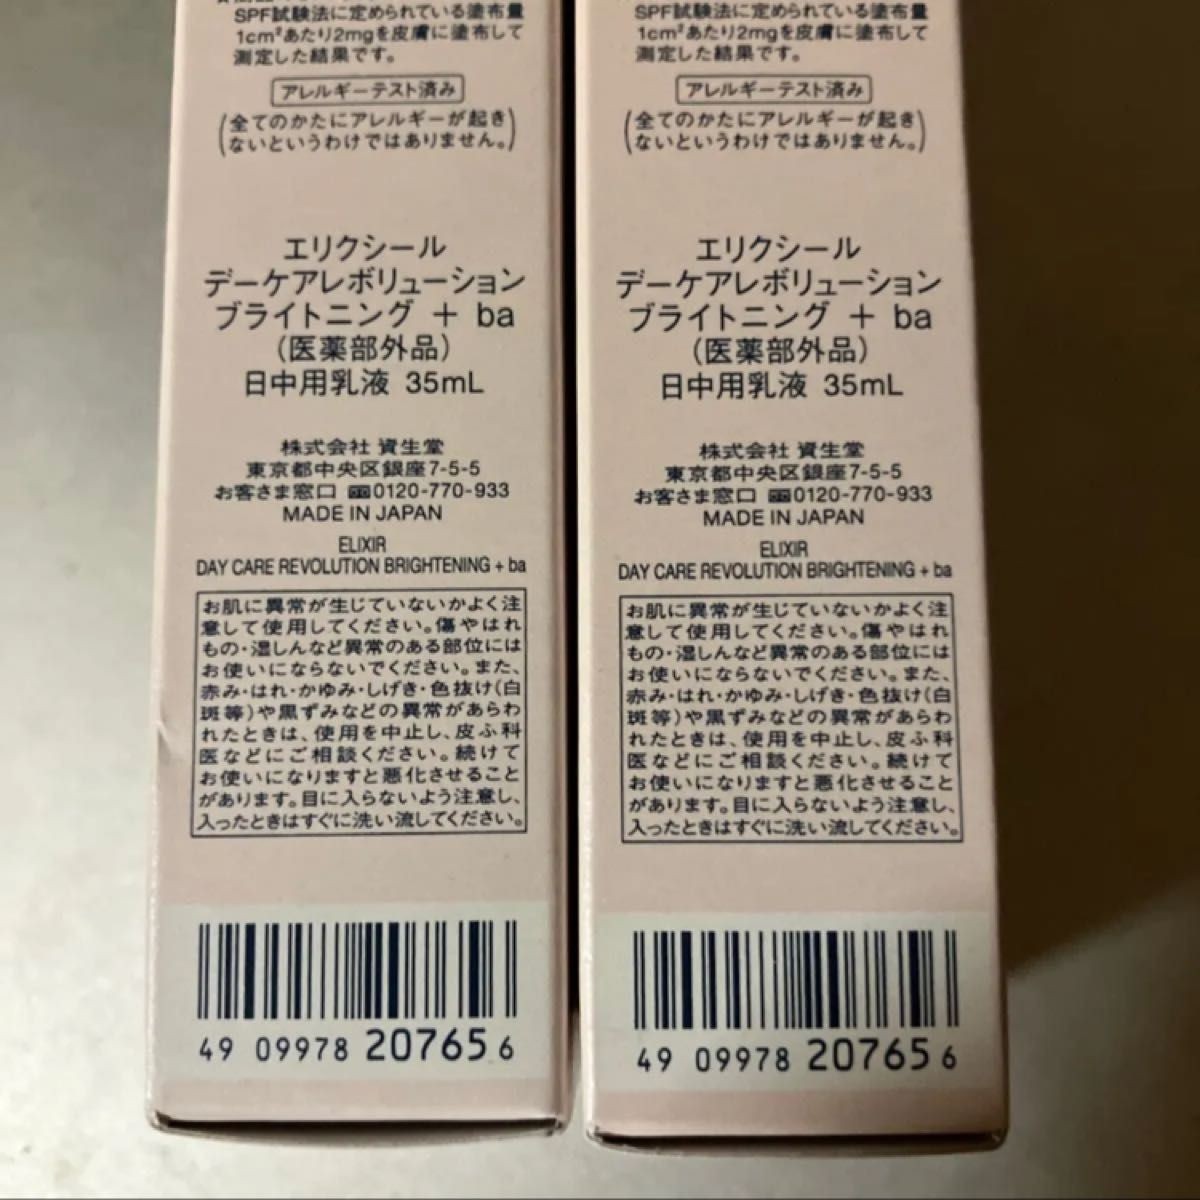 SPF試験法に定められている塗布量
1cm²あたり2mgを皮膚に塗布して
測定した結果です。
アレルギーテスト済み
(全てのかたにアレルギーが起き
ないというわけではありません。)
エリクシール
デーケアレボリューション
ブライトニング + ba
(医薬部外品)
日中用乳液 35mL
株式会社 資生堂
東京都中央区銀座7-5-5
お客さま窓口 0120-770-933
MADE IN JAPAN
ELIXIR
DAY CARE REVOLUTION BRIGHTENING + ba
お肌に異常が生じていないかよく注
意して使用してください。傷やはれ
もの・湿しんなど異常のある部位には
お使いにならないでください。また、
赤み・はれ・かゆみ・しげき・色抜け(白
斑等)や黒ずみなどの異常があらわ
れたときは、使用を中止し、皮ふ科
医などにご相談ください。続けて
お使いになりますと悪化させること
があります。目に入らないよう注意し、
入ったときはすぐに洗い流してください。
49 09978 20765 6
SPF試験法に定められている塗布量
1cm²あたり2mgを皮膚に塗布して
測定した結果です。
アレルギーテスト済み
(全てのかたにアレルギーが起き
ないというわけではありません。)
エリクシール
デーケアレボリューション
ブライトニング + ba
(医薬部外品)
日中用乳液 35mL
株式会社 資生堂
東京都中央区銀座7-5-5
お客さま窓口 0120-770-933
MADE IN JAPAN
ELIXIR
DAY CARE REVOLUTION BRIGHTENING + ba
お肌に異常が生じていないかよく注
意して使用してください。傷やはれ
もの・湿しんなど異常のある部位には
お使いにならないでください。また、
赤み・はれ・かゆみ・しげき・色抜け(白
斑等)や黒ずみなどの異常があらわ
れたときは、使用を中止し、皮ふ科
医などにご相談ください。続けて
お使いになりますと悪化させること
があります。目に入らないよう注意し、
入ったときはすぐに洗い流してください。
49 09978 20765 6